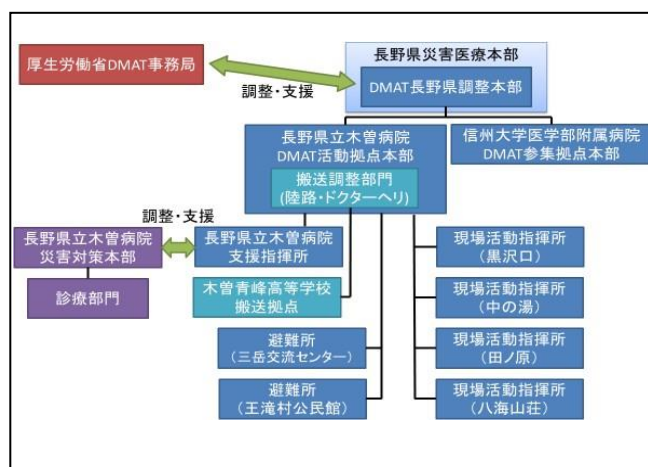 長野県災害医療本部
厚生労働省DMAT事務局
DMAT長野県調整本部
調整・支援
長野県立木曽病院
DMAT活動拠点本部
信州大学医学部附属病院
DMAT参集拠点本部
搬送調整部門
(陸路・ドクターヘリ)
調整・支援
長野県立木曽病院
災害対策本部
長野県立木曽病院
支援指揮所
現場活動指揮所
(黒沢口)
診療部門
木曽青峰高等学校
搬送拠点
現場活動指揮所
(中の湯)
避難所
(三岳交流センター)
現場活動指揮所
(田ノ原)
避難所
(王滝村公民館)
現場活動指揮所
(八海山荘)